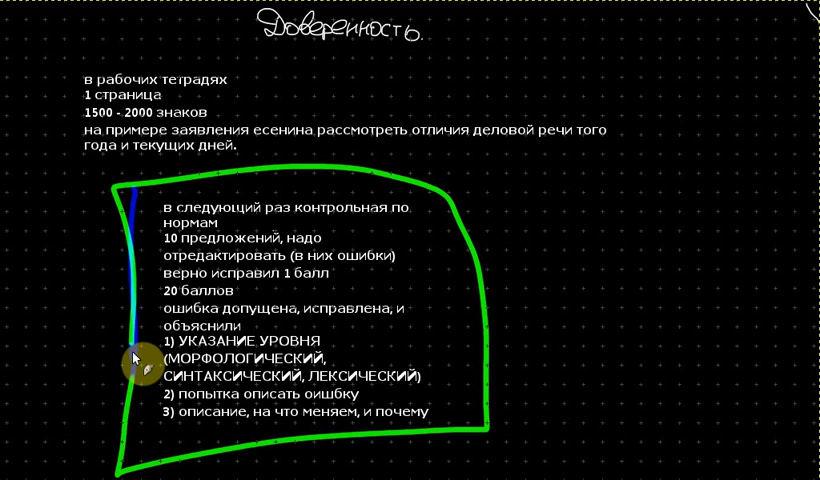 Доверенность.
в рабочих тетрадях
1 страница
1500 - 2000 знаков
на примере заявления есенина рассмотреть отличия деловой речи того
года и текущих дней.
в следующий раз контрольная по
нормам
10 предложений, надо
отредактировать (в них ошибки)
верно исправил 1 балл
20 баллов
ошибка допущена, исправлена, и
объяснили
1) УКАЗАНИЕ УРОВНЯ
(МОРФОЛОГИЧЕСКИЙ,
СИНТАКСИЧЕСКИЙ, ЛЕКСИЧЕСКИЙ)
2) попытка описать оишбку
3) описание, на что меняем, и почему